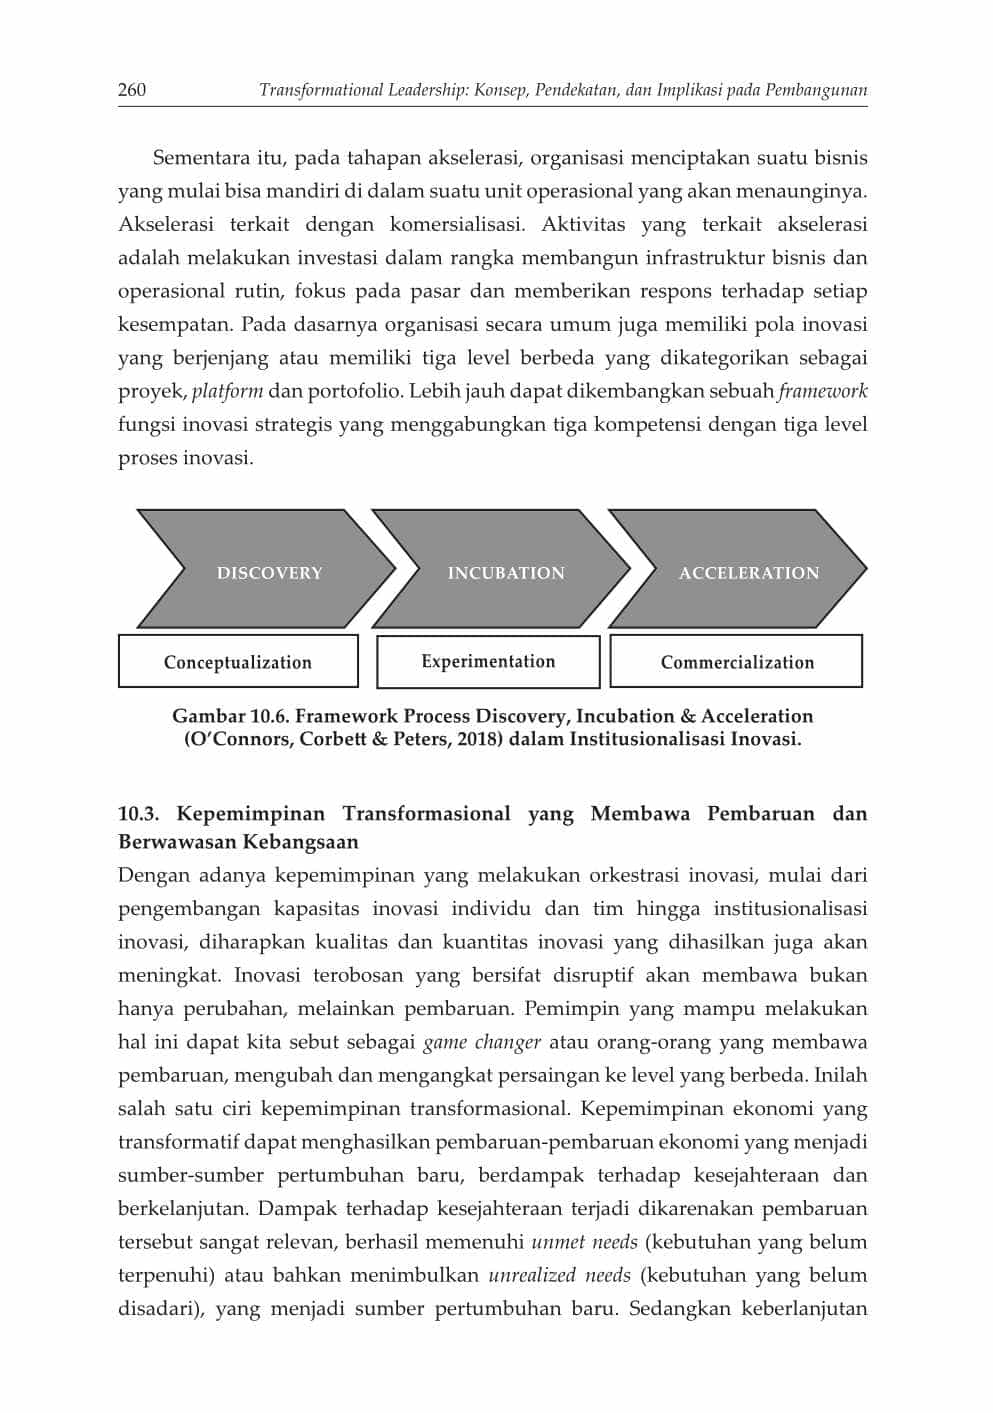 260 Transformational Leadership: Konsep, Pendekatan, dan Implikasi pada Pembangunan
Sementara itu, pada tahapan akselerasi, organisasi menciptakan suatu bisnis
yang mulai bisa mandiri di dalam suatu unit operasional yang akan menaunginya.
Akselerasi terkait dengan komersialisasi. Aktivitas yang terkait akselerasi
adalah melakukan investasi dalam rangka membangun infrastruktur bisnis dan
operasional rutin, fokus pada pasar dan memberikan respons terhadap setiap
kesempatan. Pada dasarnya organisasi secara umum juga memiliki pola inovasi
yang berjenjang atau memiliki tiga level berbeda yang dikategorikan sebagai
proyek, platform dan portofolio. Lebih jauh dapat dikembangkan sebuah framework
fungsi inovasi strategis yang menggabungkan tiga kompetensi dengan tiga level
proses inovasi.
DISCOVERY INCUBATION ACCELERATION
Conceptualization Experimentation Commercialization
Gambar 10.6. Framework Process Discovery, Incubation & Acceleration
(O’Connors, Corbett & Peters, 2018) dalam Institusionalisasi Inovasi.
10.3. Kepemimpinan Transformasional yang Membawa Pembaruan dan
Berwawasan Kebangsaan
Dengan adanya kepemimpinan yang melakukan orkestrasi inovasi, mulai dari
pengembangan kapasitas inovasi individu dan tim hingga institusionalisasi
inovasi, diharapkan kualitas dan kuantitas inovasi yang dihasilkan juga akan
meningkat. Inovasi terobosan yang bersifat disruptif akan membawa bukan
hanya perubahan, melainkan pembaruan. Pemimpin yang mampu melakukan
hal ini dapat kita sebut sebagai game changer atau orang-orang yang membawa
pembaruan, mengubah dan mengangkat persaingan ke level yang berbeda. Inilah
salah satu ciri kepemimpinan transformasional. Kepemimpinan ekonomi yang
transformatif dapat menghasilkan pembaruan-pembaruan ekonomi yang menjadi
sumber-sumber pertumbuhan baru, berdampak terhadap kesejahteraan dan
berkelanjutan. Dampak terhadap kesejahteraan terjadi dikarenakan pembaruan
tersebut sangat relevan, berhasil memenuhi unmet needs (kebutuhan yang belum
terpenuhi) atau bahkan menimbulkan unrealized needs (kebutuhan yang belum
disadari), yang menjadi sumber pertumbuhan baru. Sedangkan keberlanjutan